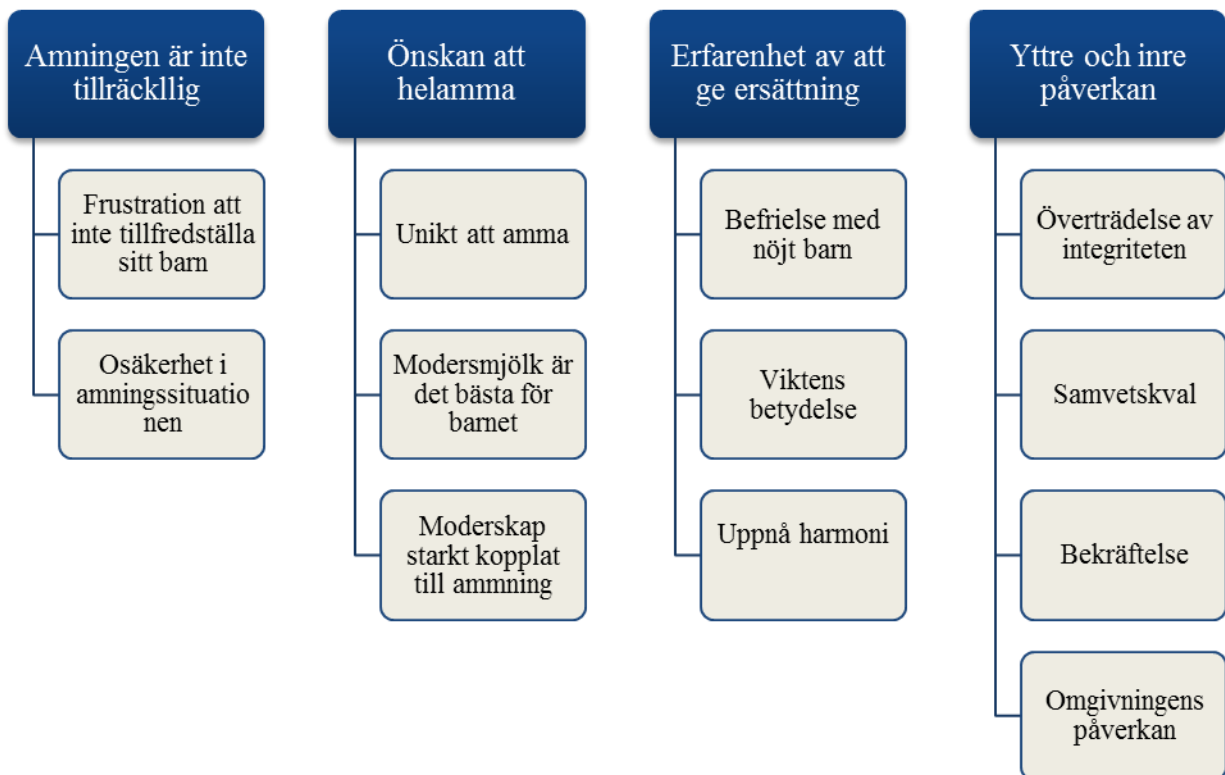 Amningen är inte
tillräckllig
Frustration att
inte tillfredställa
sitt barn
Osäkerhet i
amningssituatio
nen
Önskan att
helamma
Unikt att amma
Modersmjölk är
det bästa för
barnet
Moderskap
starkt kopplat
till ammning
Erfarenhet av att
ge ersättning
Befrielse med
nöjt barn
Viktens
betydelse
Uppnå harmoni
Yttre och inre
påverkan
Överträdelse av
integriteten
Samvetskval
Bekräftelse
Omgivningens
påverkan